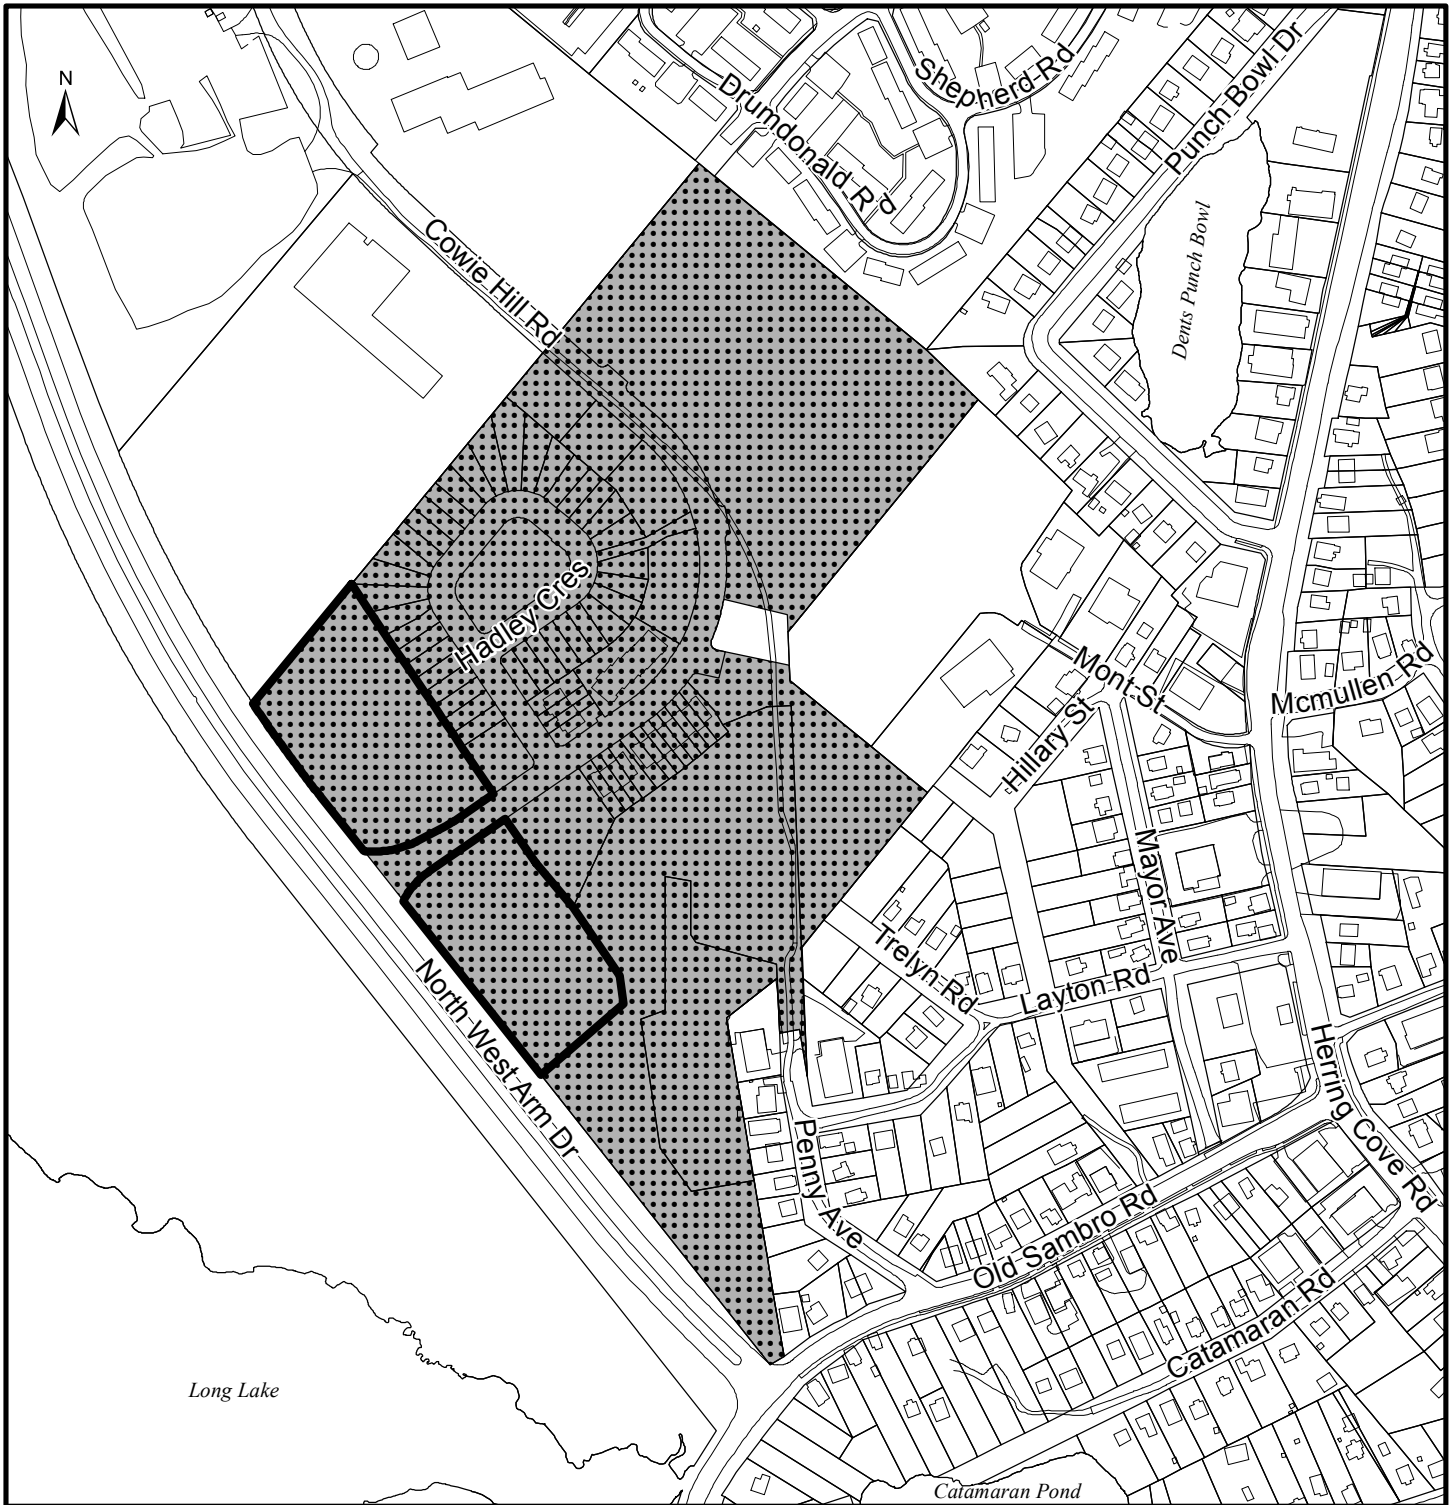 N
Shepherd Rd
Drumdonald Rd
Punch Bowl Dr
Cowie Hill Rd
Dents Punch Bowl
Hadley Cres
Mont St
Mcmullen Rd
Hillary St
Mayor Ave
Trelyn Rd
Layton Rd
North West Arm Dr
Herring Cove Rd
Penny Ave
Old Sambro Rd
Catamaran Rd
Long Lake
Catamaran Pond